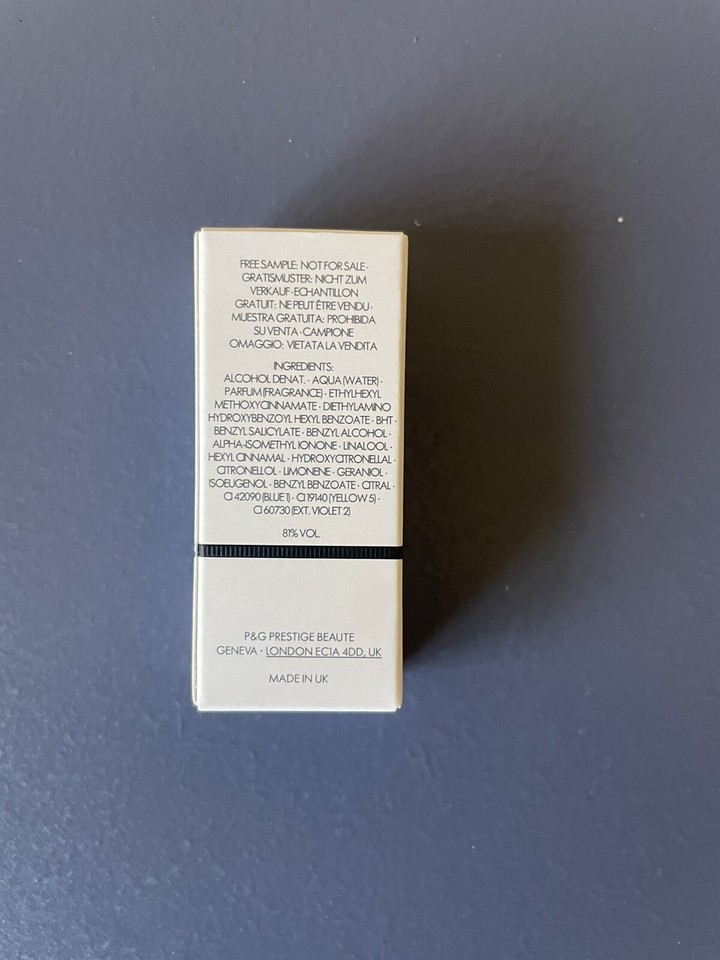 FREE SAMPLE: NOT FOR SALE ·
GRATISMUSTER: NICHT ZUM
VERKAUF · ECHANTILLON
GRATUIT: NE PEUT ÊTRE VENDU ·
MUESTRA GRATUITA: PROHIBIDA
SU VENTA · CAMPIONE
OMAGGIO: VIETATA LA VENDITA
INGREDIENTS:
ALCOHOL DENAT. · AQUA (WATER) ·
PARFUM (FRAGRANCE) · ETHYLHEXYL
METHOXYCINNAMATE · DIETHYLAMINO
HYDROXYBENZOYL HEXYL BENZOATE · BHT ·
BENZYL SALICYLATE · BENZYL ALCOHOL ·
ALPHA-ISOMETHYL IONONE · LINALOOL ·
HEXYL CINNAMAL · HYDROXYCITRONELLAL ·
CITRONELLOL · LIMONENE · GERANIOL ·
ISOEUGENOL · BENZYL BENZOATE · CITRAL ·
CI 42090 (BLUE 1) · CI 19140 (YELLOW 5) ·
CI 60730 (EXT. VIOLET 2)
81% VOL.
P&G PRESTIGE BEAUTE
GENEVA · LONDON EC1A 4DD, UK
MADE IN UK